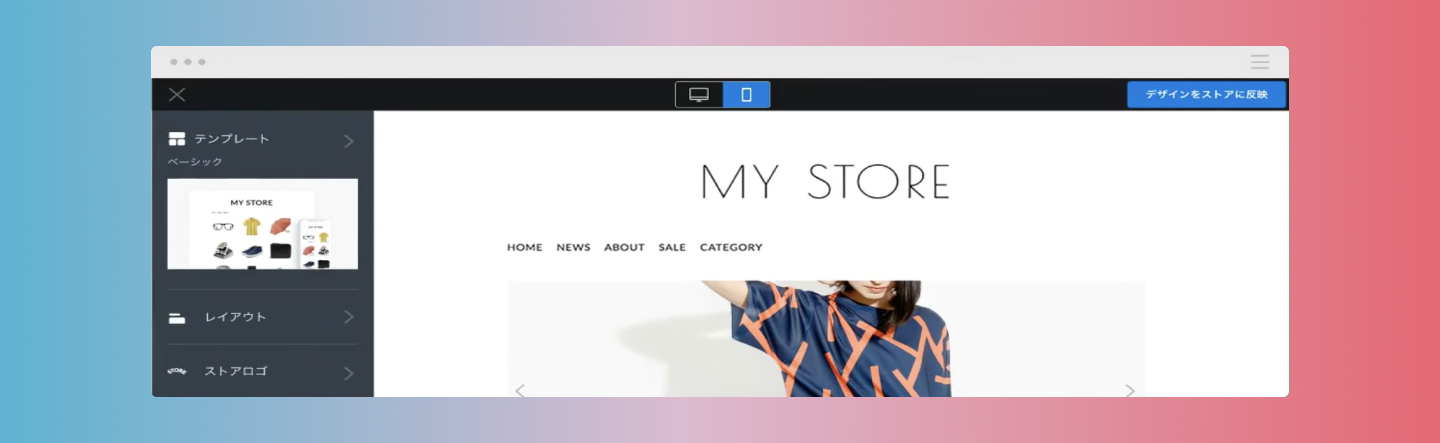 デザインをストアに反映
テンプレート
ベーシック
MY STORE
レイアウト
STORE
ストアロゴ
MY STORE
HOME NEWS ABOUT SALE CATEGORY